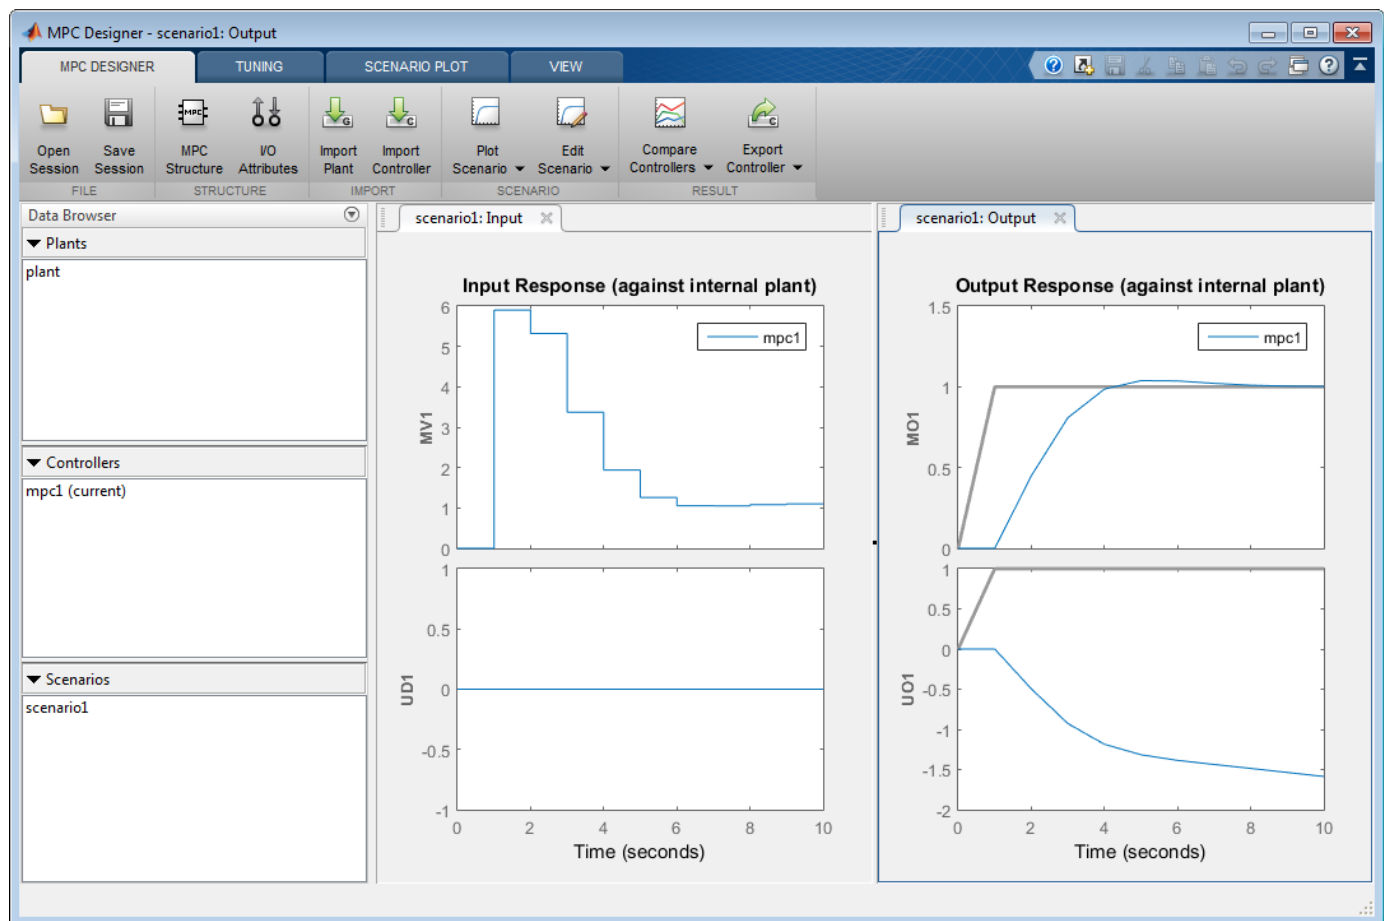 MPC Designer - scenario1: Output
MPC DESIGNER TUNING SCENARIO PLOT VIEW
Open Session
Save Session
MPC Structure
I/O Attributes
Import Plant
Import Controller
Plot Scenario
Edit Scenario
Compare Controllers
Export Controller
FILE STRUCTURE IMPORT SCENARIO RESULT
Data Browser
Plants
plant
Controllers
mpc1 (current)
Scenarios
scenario1
scenario1: Input
Input Response (against internal plant)
mpc1
MV1
6
5
4
3
2
1
0
UD1
1
0.5
0
-0.5
-1
0 2 4 6 8 10
Time (seconds)
scenario1: Output
Output Response (against internal plant)
mpc1
MO1
1.5
1
0.5
0
UO1
1
0.5
0
-0.5
-1
-1.5
-2
0 2 4 6 8 10
Time (seconds)